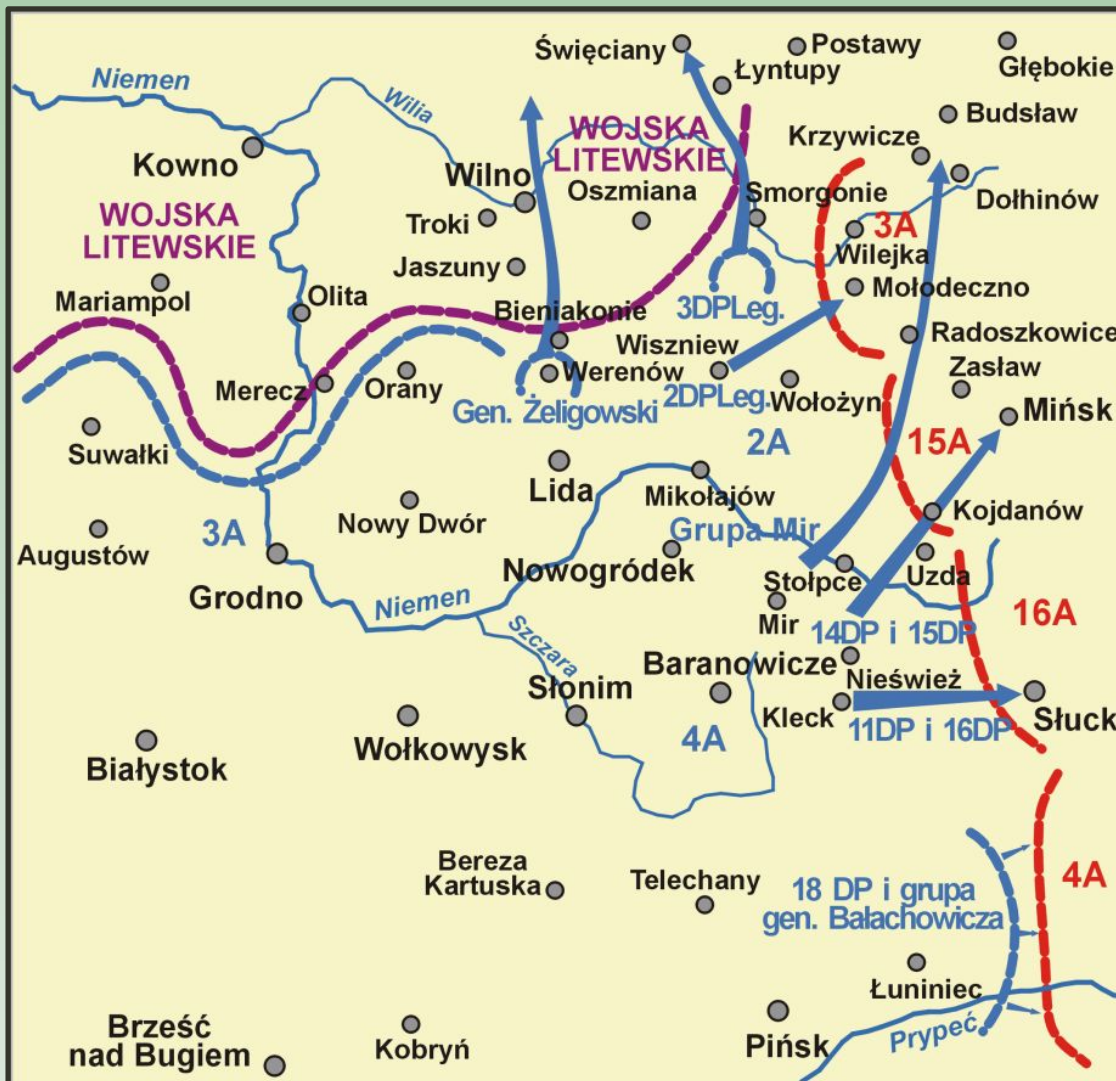 Święciany
Postawy
Głębokie
Łyntupy
Niemen
Wilia
Budsław
WOJSKA
LITEWSKIE
Krzywicze
Kowno
Wilno
Oszmiana
Smorgonie
Dołhinów
WOJSKA
LITEWSKIE
Troki
3A
Wilejka
Jaszuny
Mariampol
Olita
Mołodeczno
Bieniakonie
3DPLeg.
Radoszkowice
Wiszniew
Zasław
Merecz
Orany
Werenów
2DPLeg.
Wołożyn
Mińsk
Gen. Żeligowski
Suwałki
2A
15A
Lida
Mikołajów
Nowy Dwór
Kojdanów
Augustów
3A
Grupa Mir
Grodno
Nowogródek
Stołpce
Uzda
Niemen
Mir
16A
Szczara
14DP i 15DP
Baranowicze
Nieśwież
Słonim
Kleck
Słuck
Wołkowysk
4A
11DP i 16DP
Białystok
Bereza
Kartuska
Telechany
18 DP i grupa
gen. Bałachowicza
4A
Łuniniec
Brześć
nad Bugiem
Kobryń
Pińsk
Prypeć